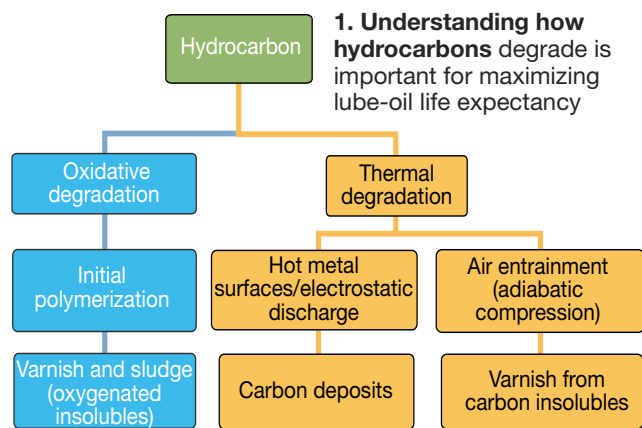 Hydrocarbon
1. Understanding how
hydrocarbons degrade is
important for maximizing
lube-oil life expectancy
Oxidative
degradation
Thermal
degradation
Initial
polymerization
Hot metal
surfaces/electrostatic
discharge
Air entrainment
(adiabatic
compression)
Varnish and sludge
(oxygenated
insolubles)
Carbon deposits
Varnish from
carbon insolubles